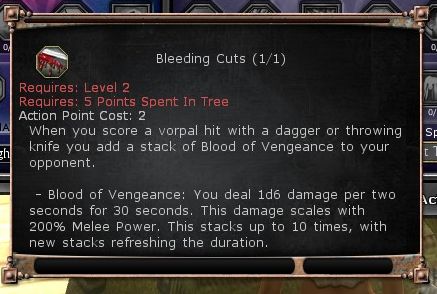 Bleeding Cuts (1/1)
Requires: Level 2
Requires: 5 Points Spent In Tree
Action Point Cost: 2
When you score a vorpal hit with a dagger or throwing
knife you add a stack of Blood of Vengeance to your
opponent.
- Blood of Vengeance: You deal 1d6 damage per two
seconds for 30 seconds. This damage scales with
200% Melee Power. This stacks up to 10 times, with
new stacks refreshing the duration.